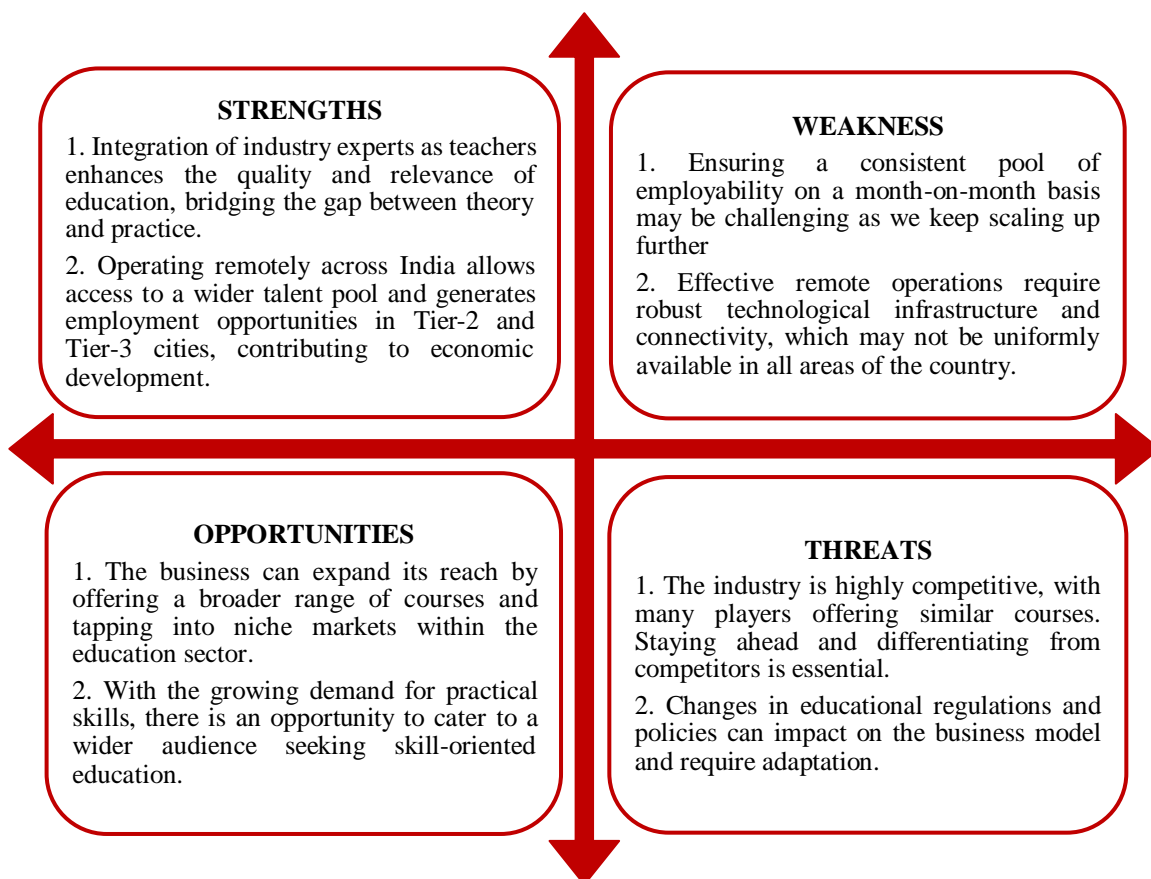 STRENGTHS
1. Integration of industry experts as teachers
enhances the quality and relevance of
education, bridging the gap between theory
and practice.
2. Operating remotely across India allows
access to a wider talent pool and generates
employment opportunities in Tier-2 and
Tier-3 cities, contributing to economic
development.
WEAKNESS
1. Ensuring a consistent pool of
employability on a month-on-month basis
may be challenging as we keep scaling up
further
2. Effective remote operations require
robust technological infrastructure and
connectivity, which may not be uniformly
available in all areas of the country.
OPPORTUNITIES
1. The business can expand its reach by
offering a broader range of courses and
tapping into niche markets within the
education sector.
2. With the growing demand for practical
skills, there is an opportunity to cater to a
wider audience seeking skill-oriented
education.
THREATS
1. The industry is highly competitive, with
many players offering similar courses.
Staying ahead and differentiating from
competitors is essential.
2. Changes in educational regulations and
policies can impact on the business model
and require adaptation.